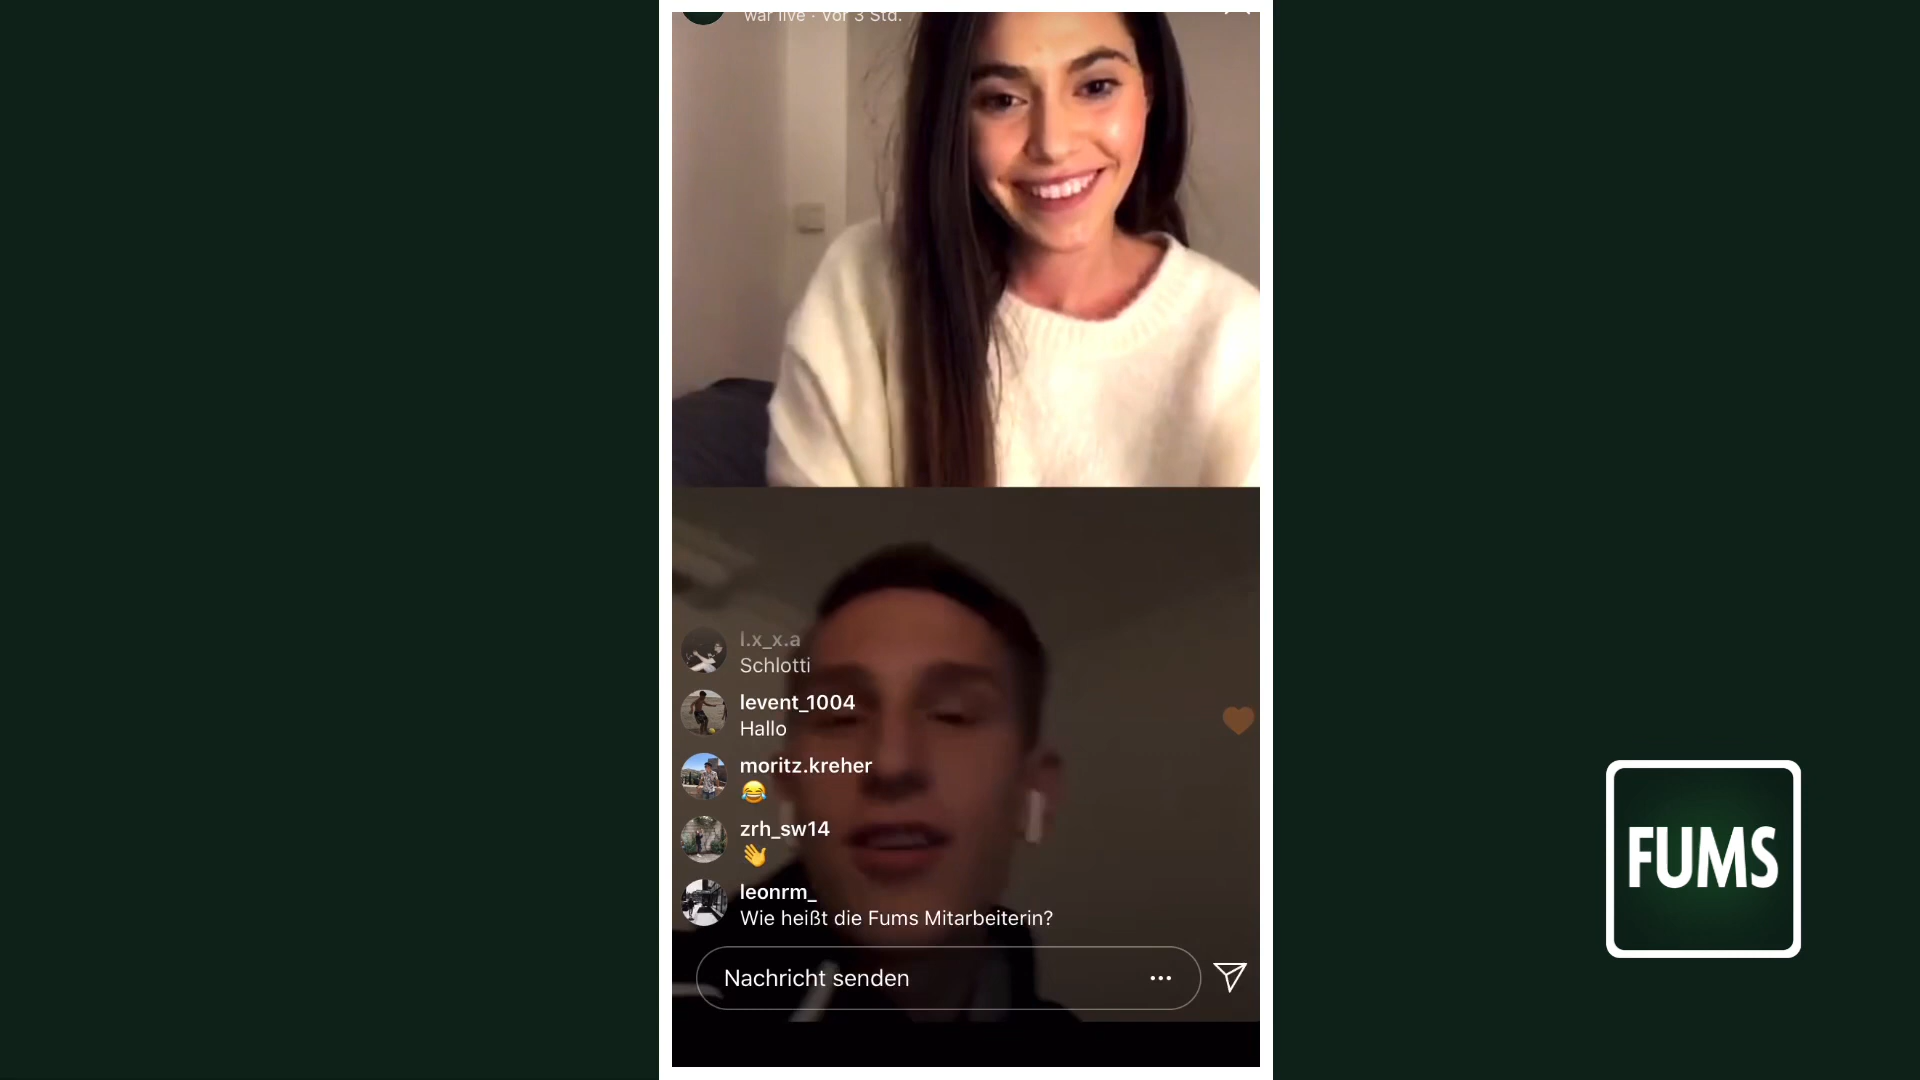 war live · Vor 3 Std.
l.x_x.a
Schlotti
levent_1004
Hallo
moritz.kreher
😂
zrh_sw14
👋
leonrm_
Wie heißt die Fums Mitarbeiterin?
Nachricht senden
FUMS